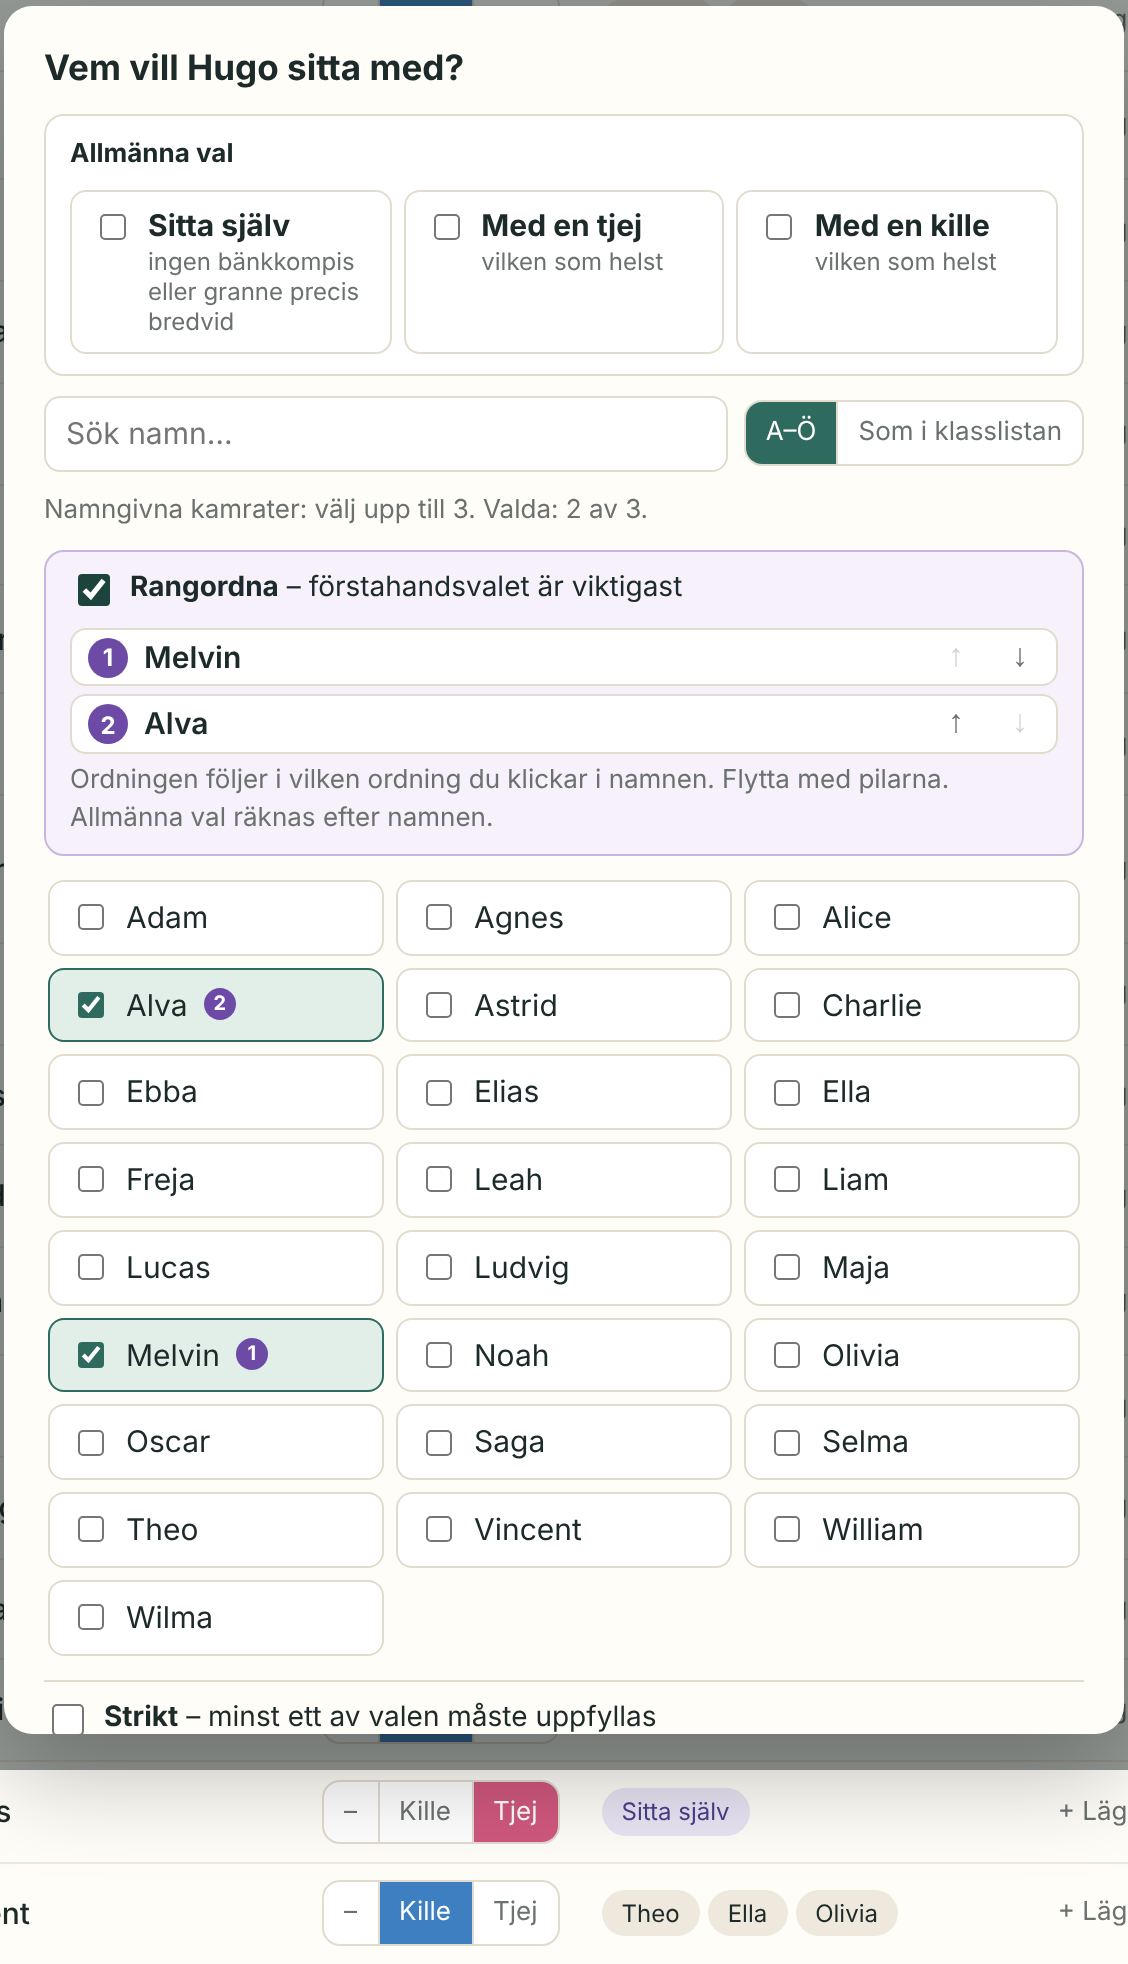 Vem vill Hugo sitta med?
Allmänna val
Sitta själv
ingen bänkkompis
eller granne precis
bredvid
Med en tjej
vilken som helst
Med en kille
vilken som helst
Sök namn...
A–Ö
Som i klasslistan
Namngivna kamrater: välj upp till 3. Valda: 2 av 3.
Rangordna – förstahandsvalet är viktigast
1 Melvin ↑ ↓
2 Alva ↑ ↓
Ordningen följer i vilken ordning du klickar i namnen. Flytta med pilarna.
Allmänna val räknas efter namnen.
Adam Agnes Alice
Alva 2 Astrid Charlie
Ebba Elias Ella
Freja Leah Liam
Lucas Ludvig Maja
Melvin 1 Noah Olivia
Oscar Saga Selma
Theo Vincent William
Wilma
Strikt – minst ett av valen måste uppfyllas
s – Kille Tjej Sitta själv + Läg
nt – Kille Tjej Theo Ella Olivia + Läg